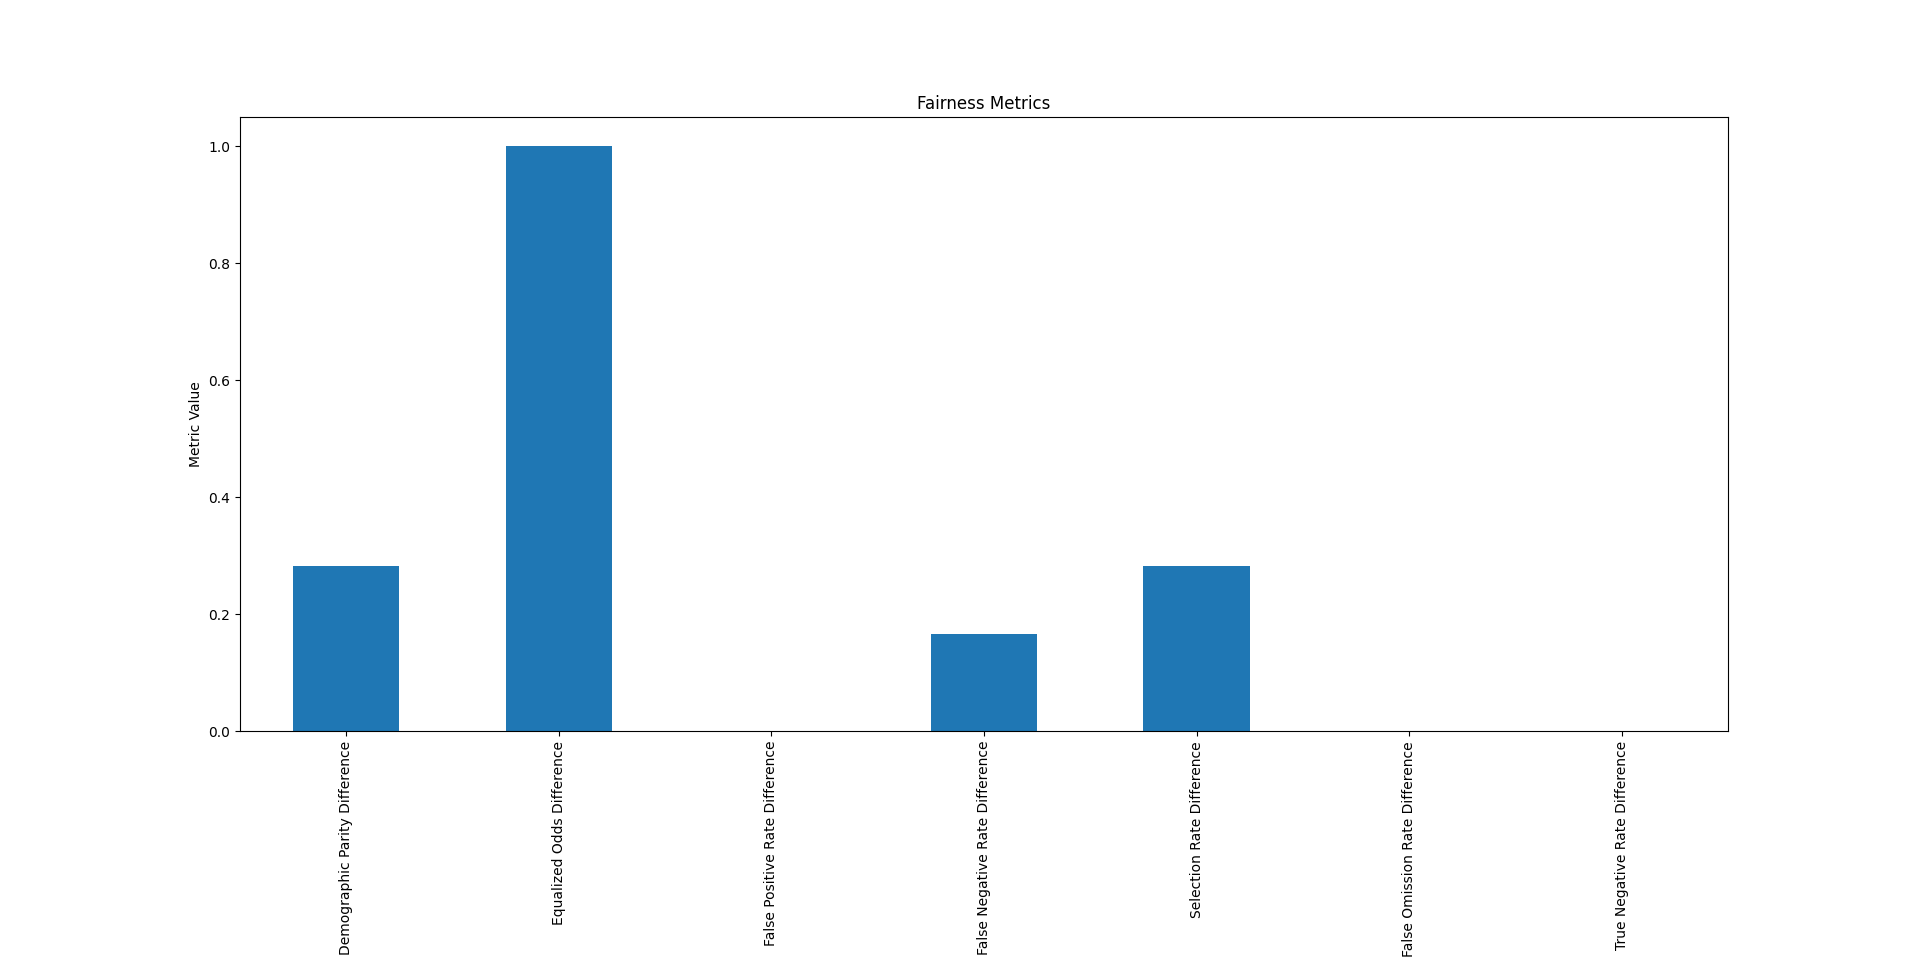 Fairness Metrics
Metric Value
1.0
0.8
0.6
0.4
0.2
0.0
Demographic Parity Difference
Equalized Odds Difference
False Positive Rate Difference
False Negative Rate Difference
Selection Rate Difference
False Omission Rate Difference
True Negative Rate Difference